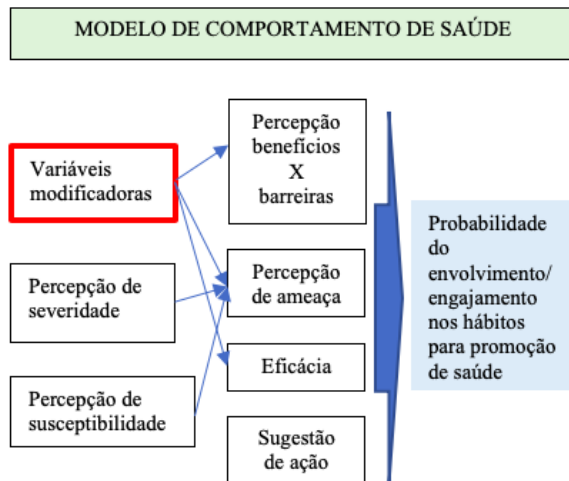 MODELO DE COMPORTAMENTO DE SAÚDE
Variáveis
modificadoras
Percepção de
severidade
Percepção de
susceptibilidade
Percepção
benefícios
X
barreiras
Percepção
de ameaça
Eficácia
Sugestão
de ação
Probabilidade
do
envolvimento/
engajamento
nos hábitos
para promoção
de saúde